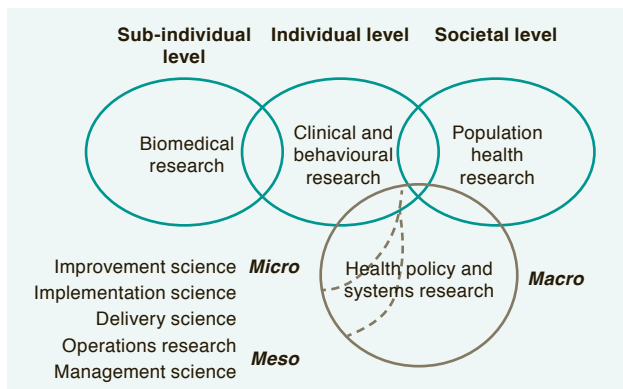 Sub-individual level
Individual level
Societal level
Biomedical research
Clinical and behavioural research
Population health research
Improvement science
Micro
Implementation science
Delivery science
Operations research
Meso
Management science
Health policy and systems research
Macro